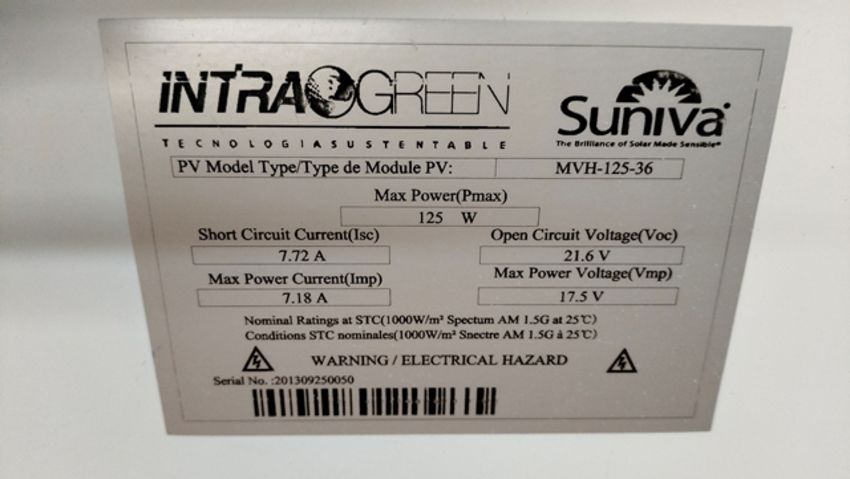 INTRAGREEN
TECNOLOGIASUSTENTABLE
Suniva®
The Brilliance of Solar Made Sensible®
PV Model Type/Type de Module PV: MVH-125-36
Max Power(Pmax)
125 W
Short Circuit Current(Isc) Open Circuit Voltage(Voc)
7.72 A 21.6 V
Max Power Current(Imp) Max Power Voltage(Vmp)
7.18 A 17.5 V
Nominal Ratings at STC(1000W/m² Spectum AM 1.5G at 25℃)
Conditions STC nominales(1000W/m² Snectre AM 1.5G à 25℃)
WARNING / ELECTRICAL HAZARD
Serial No. :201309250050